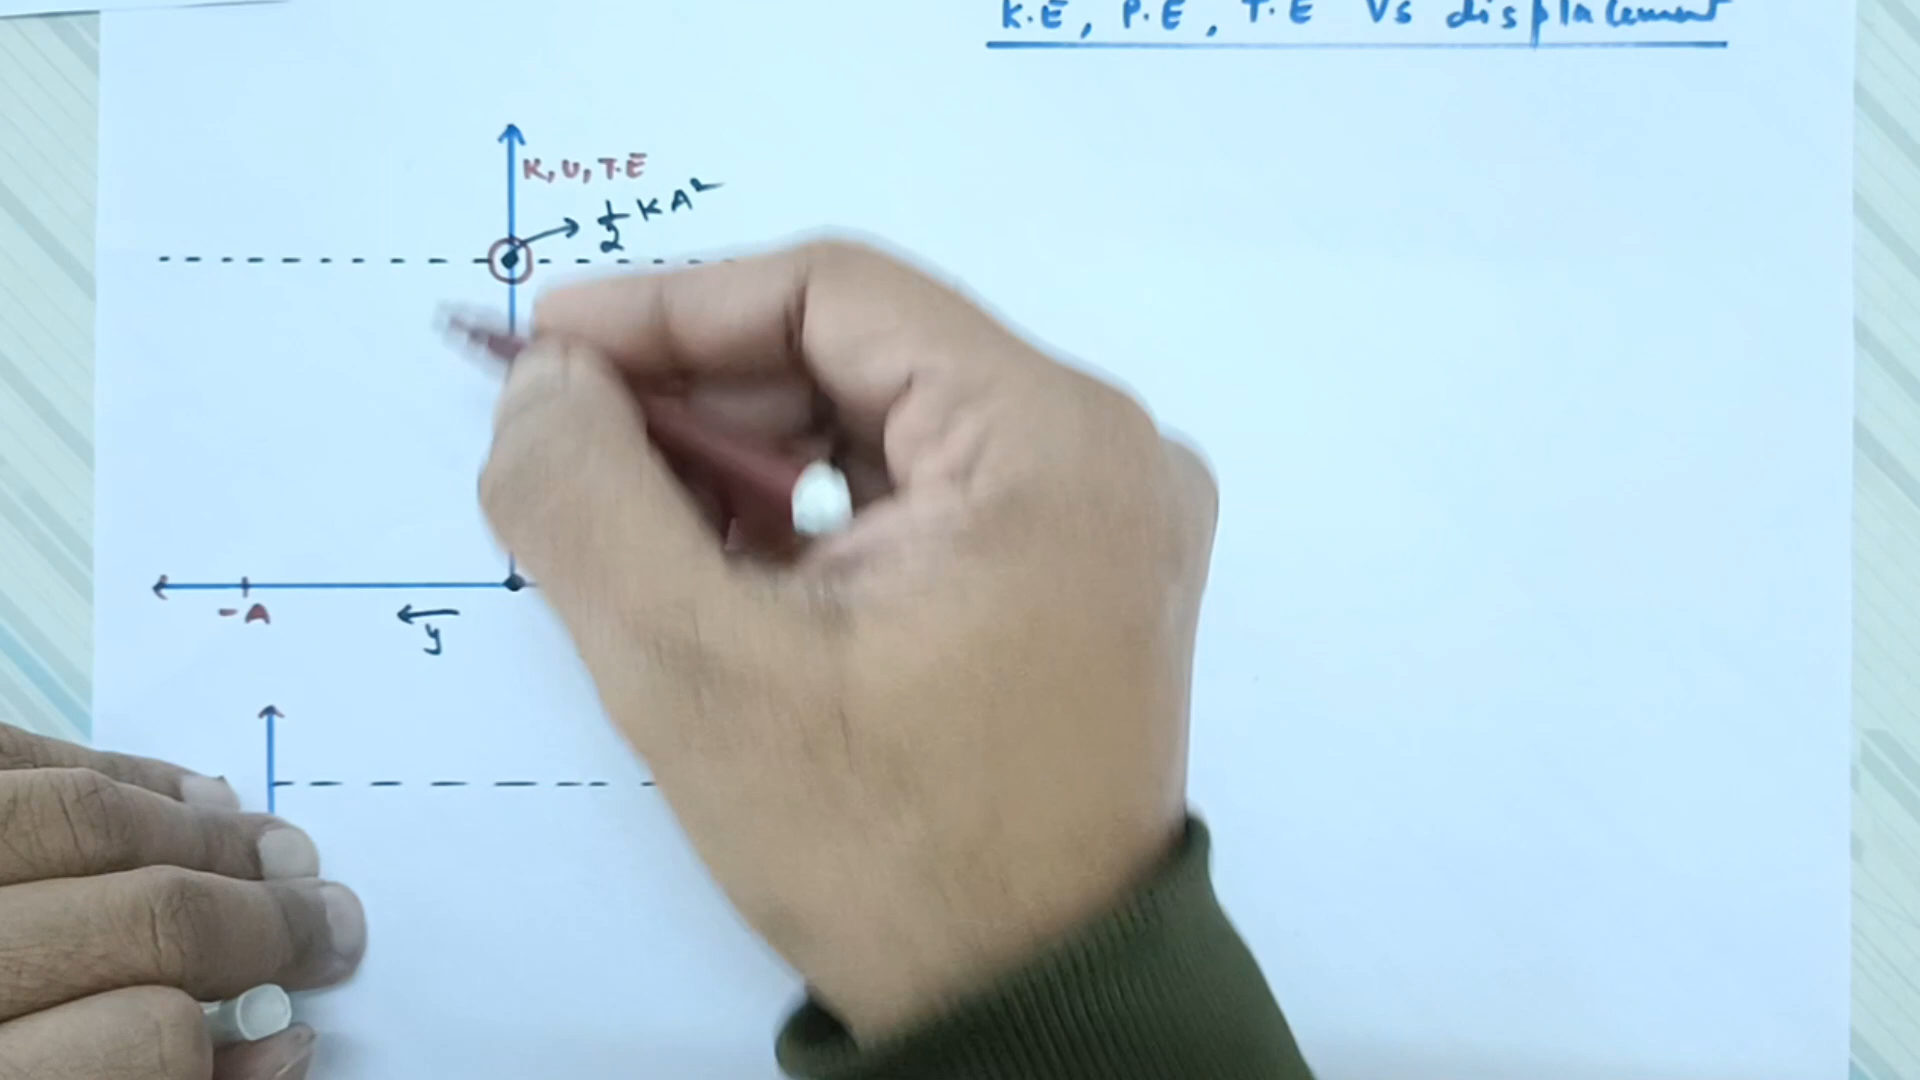 K.E, P.E, T.E Vs displacement
K, U, T.E
1/2 KA²
-A
y